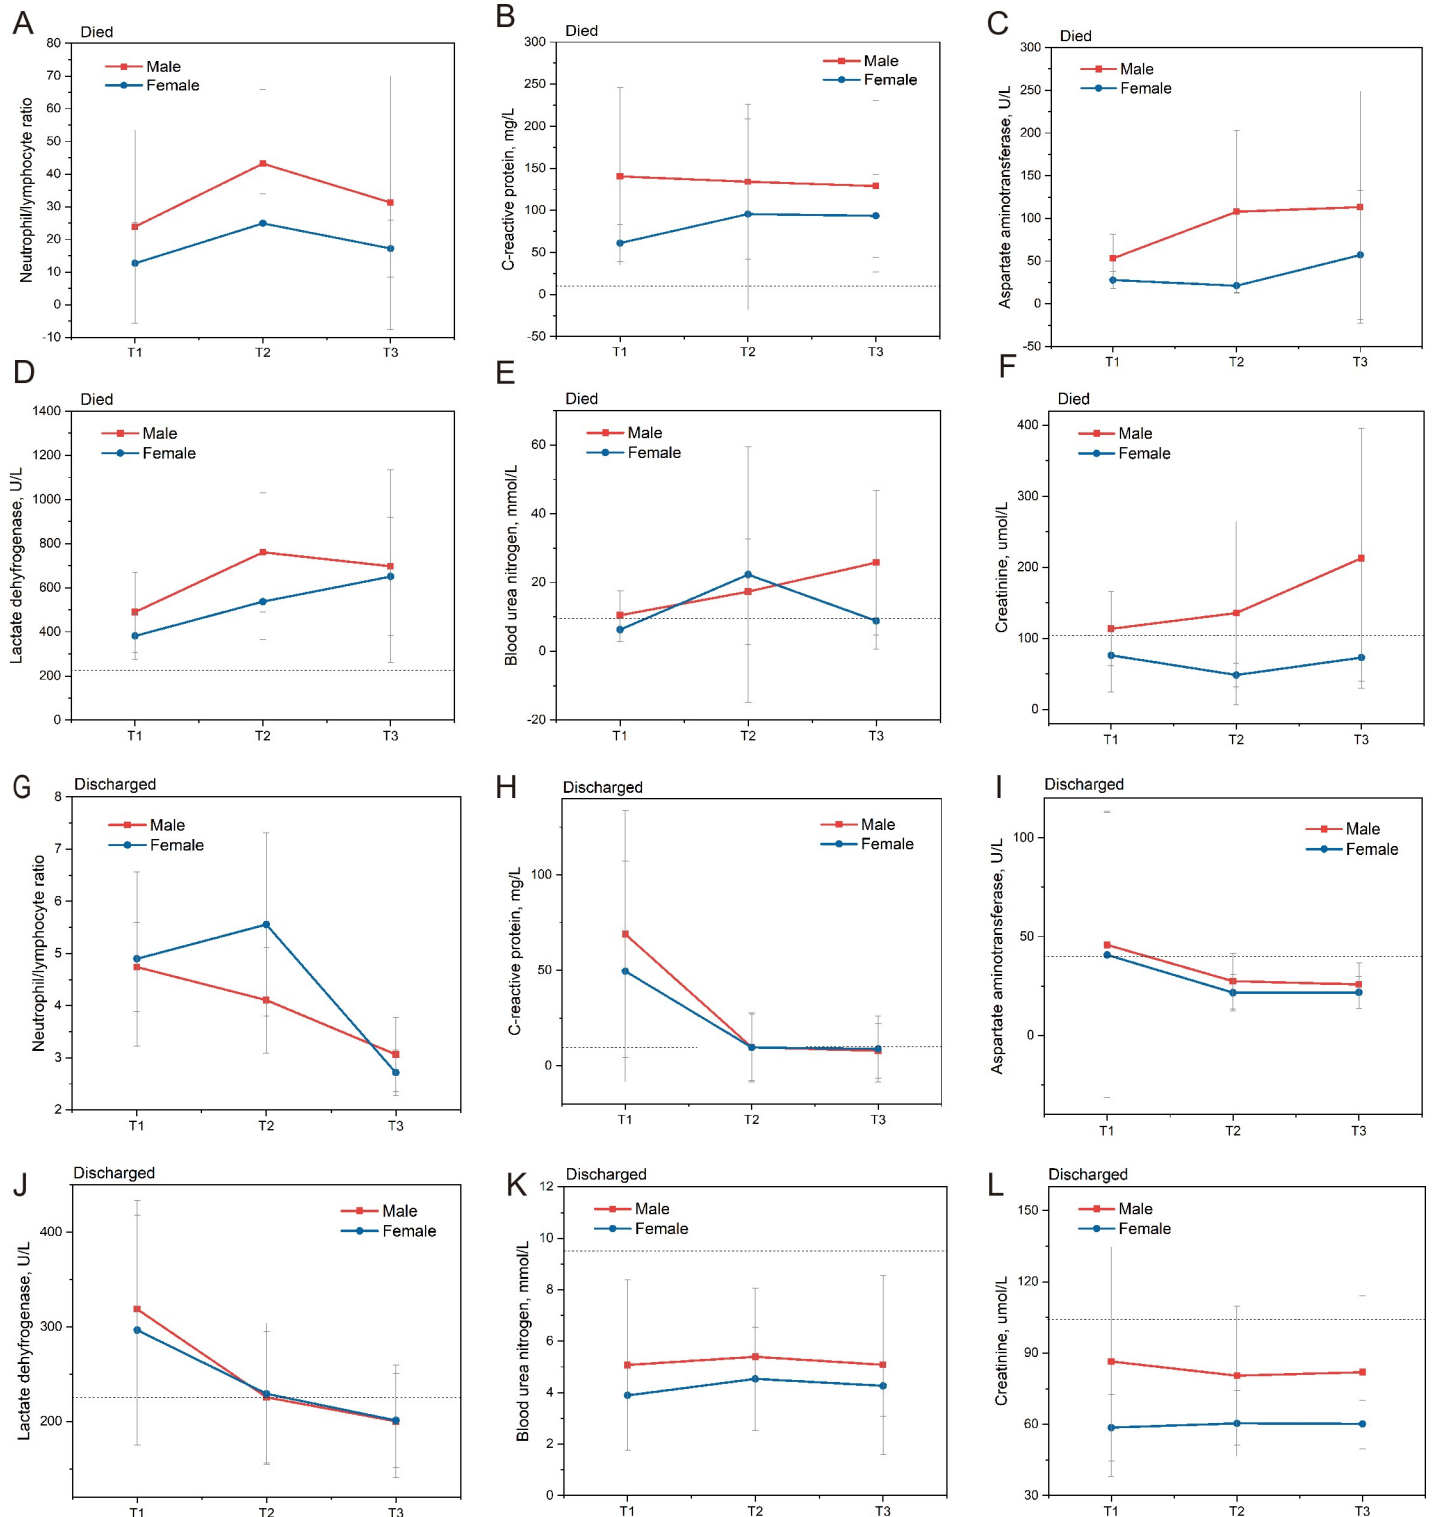 A
Died
80
70
60
50
40
30
20
10
0
-10
Neutrophil/lymphocyte ratio
Male
Female
T1
T2
T3
B
Died
300
250
200
150
100
50
0
-50
C-reactive protein, mg/L
Male
Female
T1
T2
T3
C
Died
300
250
200
150
100
50
0
-50
Aspartate aminotransferase, U/L
Male
Female
T1
T2
T3
D
Died
1400
1200
1000
800
600
400
200
0
Lactate dehyfrogenase, U/L
Male
Female
T1
T2
T3
E
Died
60
40
20
0
-20
Blood urea nitrogen, mmol/L
Male
Female
T1
T2
T3
F
Died
400
300
200
100
0
Creatinine, umol/L
Male
Female
T1
T2
T3
G
Discharged
8
7
6
5
4
3
2
Neutrophil/lymphocyte ratio
Male
Female
T1
T2
T3
H
Discharged
100
50
0
C-reactive protein, mg/L
Male
Female
T1
T2
T3
I
Discharged
100
50
0
Aspartate aminotransferase, U/L
Male
Female
T1
T2
T3
J
Discharged
400
300
200
Lactate dehyfrogenase, U/L
Male
Female
T1
T2
T3
K
Discharged
12
10
8
6
4
2
0
Blood urea nitrogen, mmol/L
Male
Female
T1
T2
T3
L
Discharged
150
120
90
60
30
Creatinine, umol/L
Male
Female
T1
T2
T3